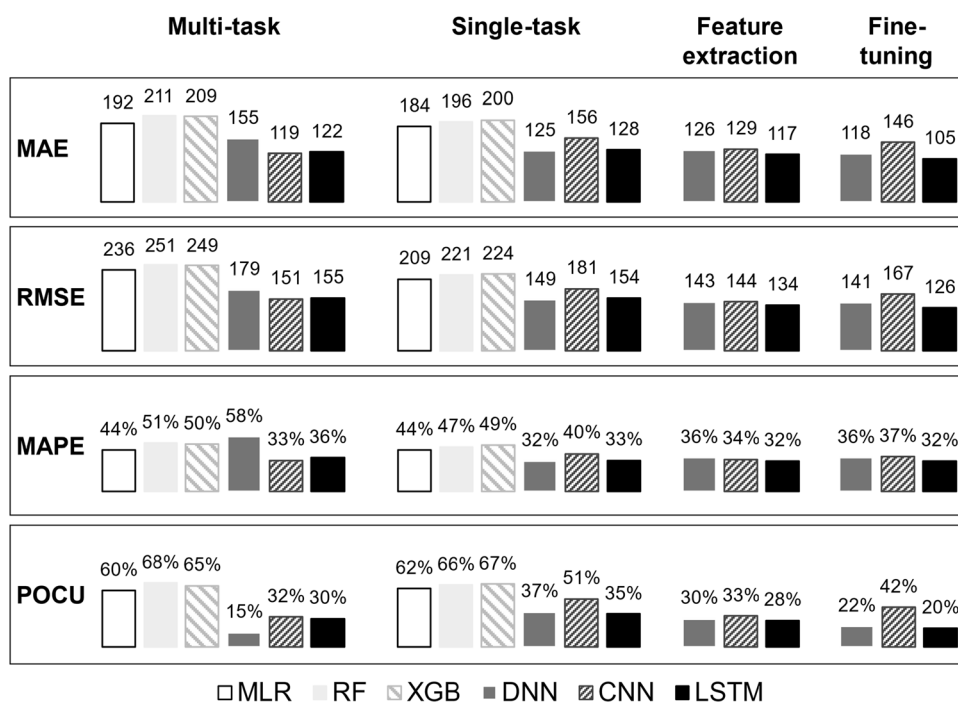 Multi-task Single-task Feature extraction Fine-tuning
MAE
192 211 209 155 119 122 184 196 200 125 156 128 126 129 117 118 146 105
RMSE
236 251 249 179 151 155 209 221 224 149 181 154 143 144 134 141 167 126
MAPE
44% 51% 50% 58% 33% 36% 44% 47% 49% 32% 40% 33% 36% 34% 32% 36% 37% 32%
POCU
60% 68% 65% 15% 32% 30% 62% 66% 67% 37% 51% 35% 30% 33% 28% 22% 42% 20%
MLR RF XGB DNN CNN LSTM